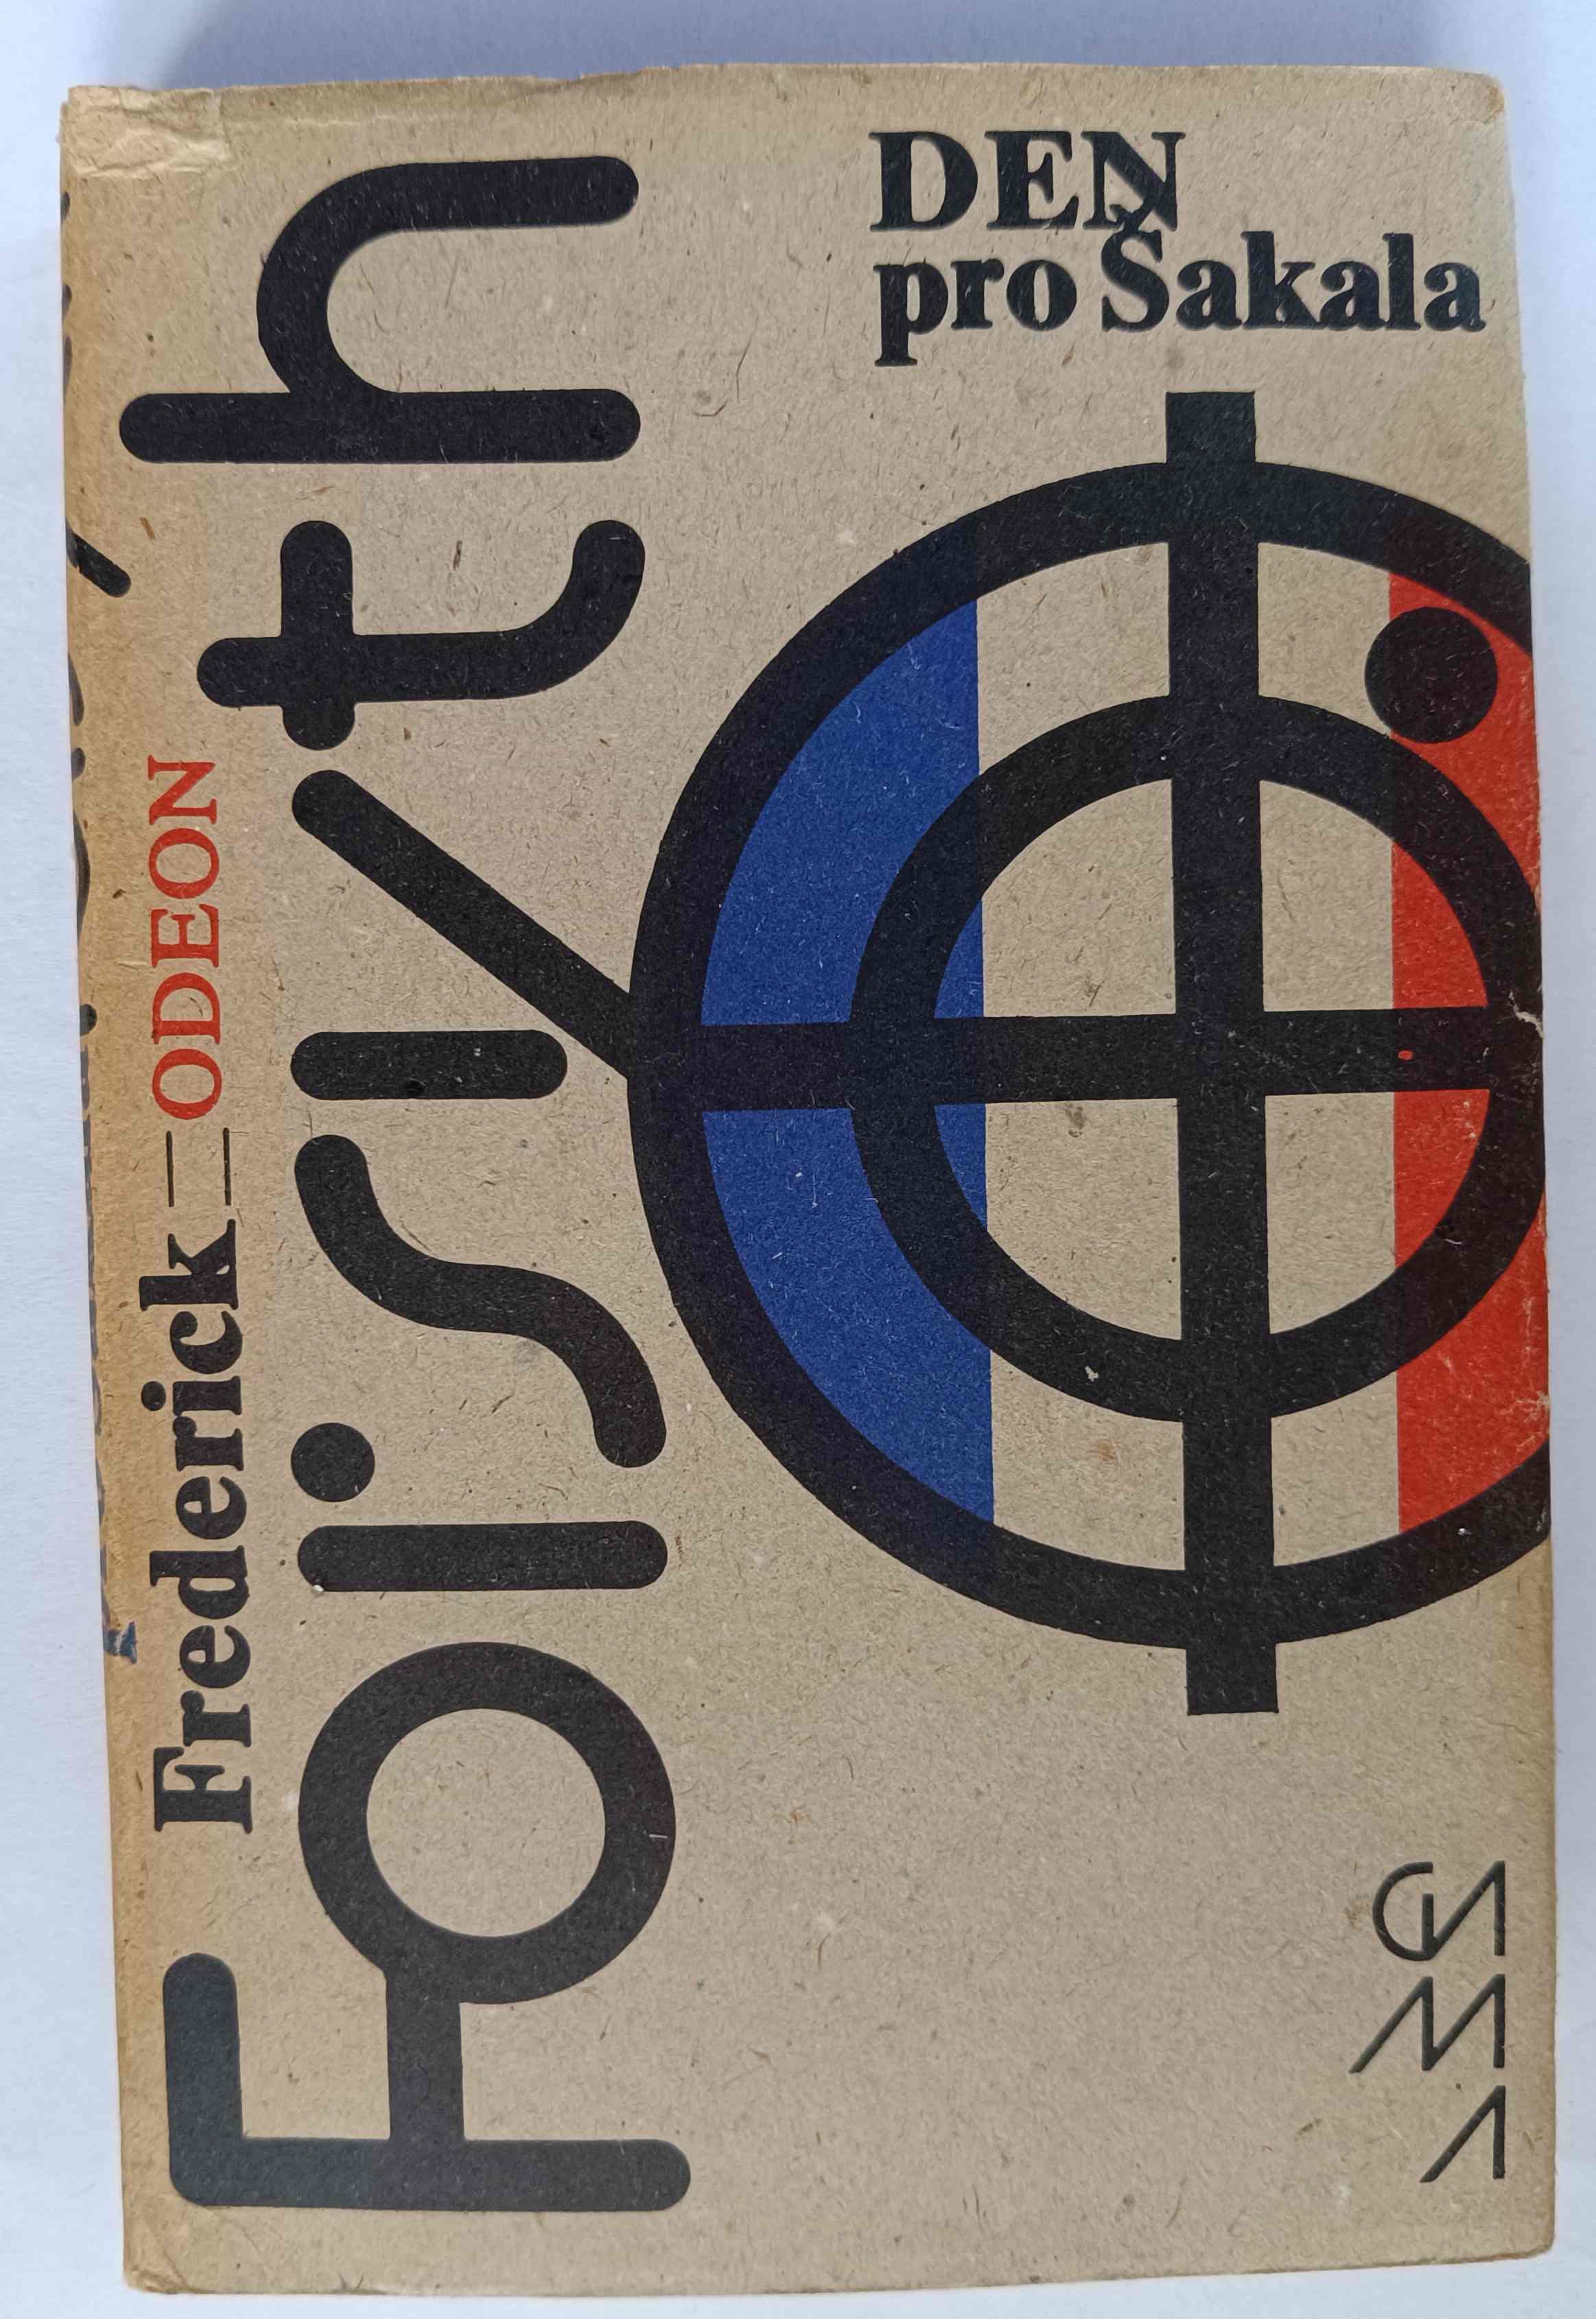 DEN
pro Šakala
Frederick
ODEON
Forsyth